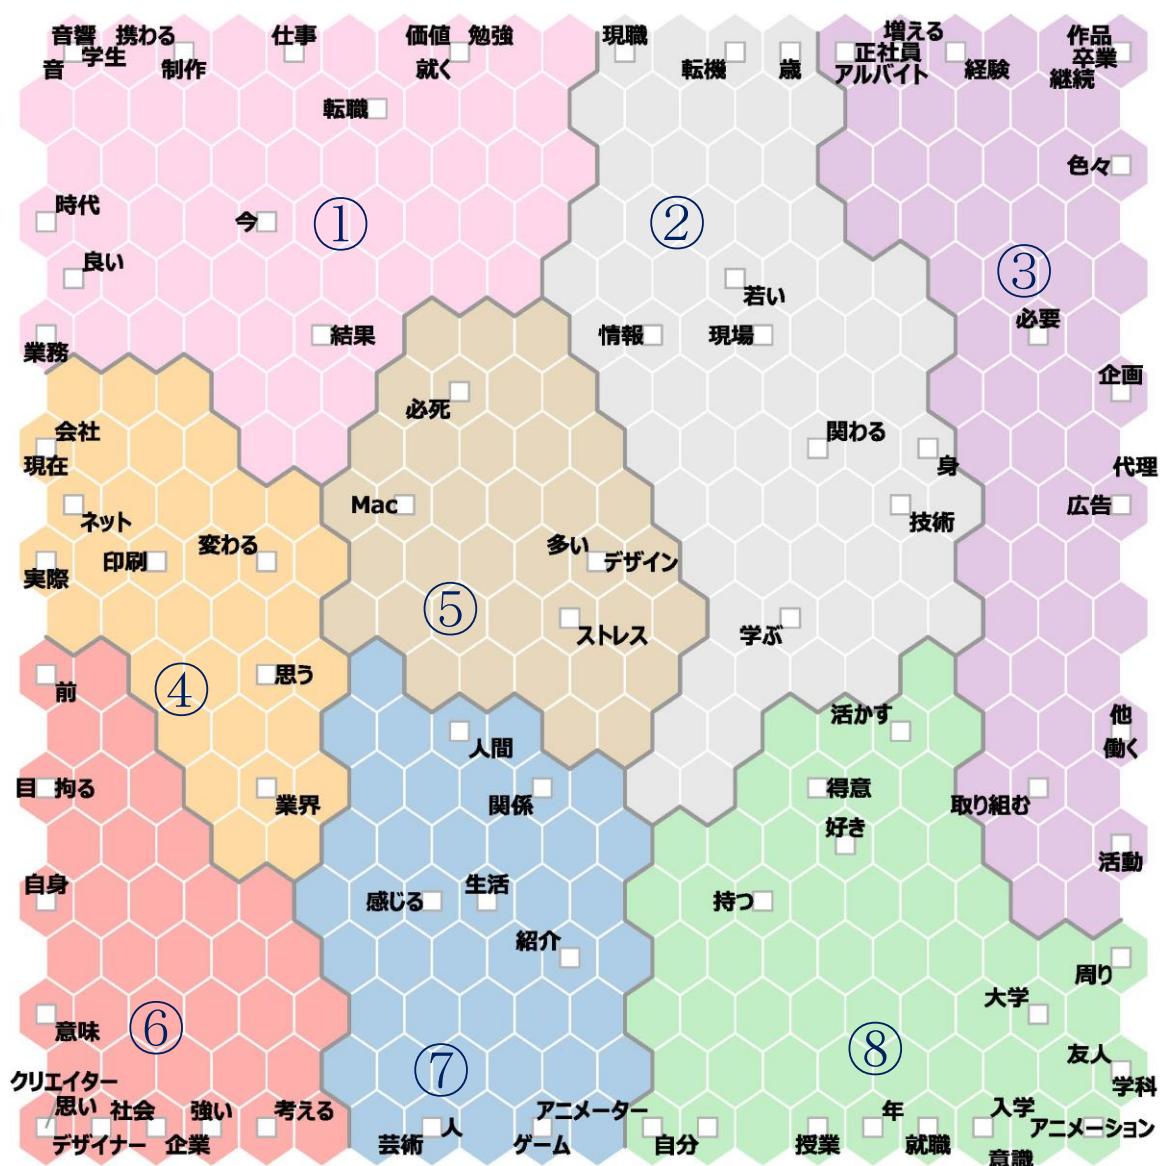 音響 携わる 仕事 価値 勉強 現職 増える 作品
学生 正社員 卒業
音 制作 就く 転機 歳 アルバイト 経験 継続
転職
色々
時代 今 ① ②
良い ③
若い
業務 結果 情報 現場 必要
企画
必死
会社 関わる
現在 身 代理
Mac 広告
ネット 技術
変わる 多い
実際 印刷 デザイン
⑤
ストレス 学ぶ
前 ④ 思う
活かす 他
人間 働く
目 拘る 得意
業界 関係 取り組む
好き
活動
自身 感じる 生活 持つ
紹介
周り
大学
意味 ⑥
⑦ ⑧ 友人
クリエイター 学科
思い 社会 強い 考える アニメーター 年 入学
デザイナー 企業 芸術 人 ゲーム 自分 授業 就職 アニメーション
意識